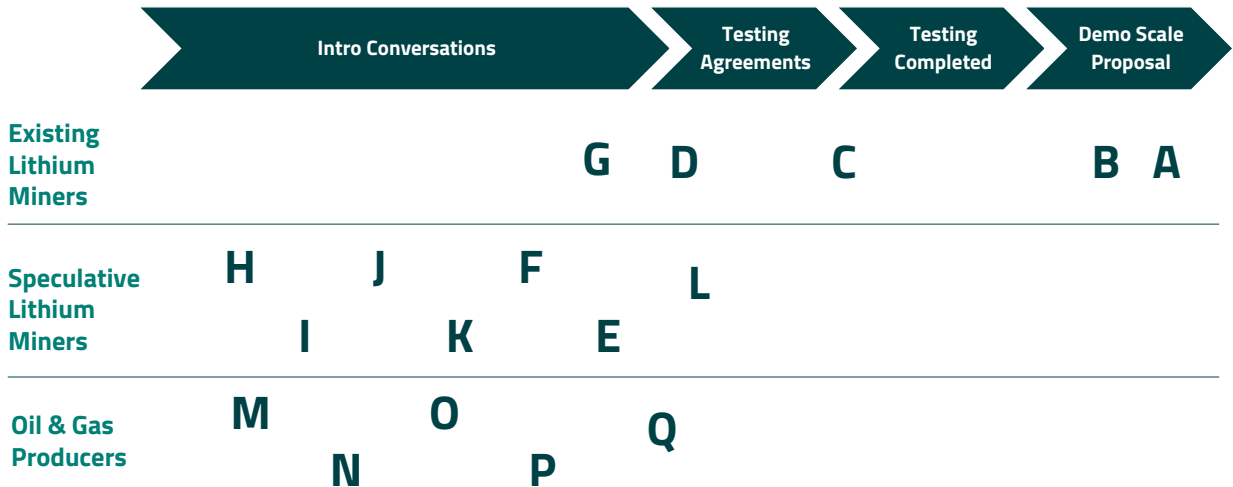 Intro Conversations
Testing
Agreements
Testing
Completed
Demo Scale
Proposal
Existing
Lithium
Miners
G D C B A
Speculative
Lithium
Miners
H J F L
I K E
Oil & Gas
Producers
M O Q
N P